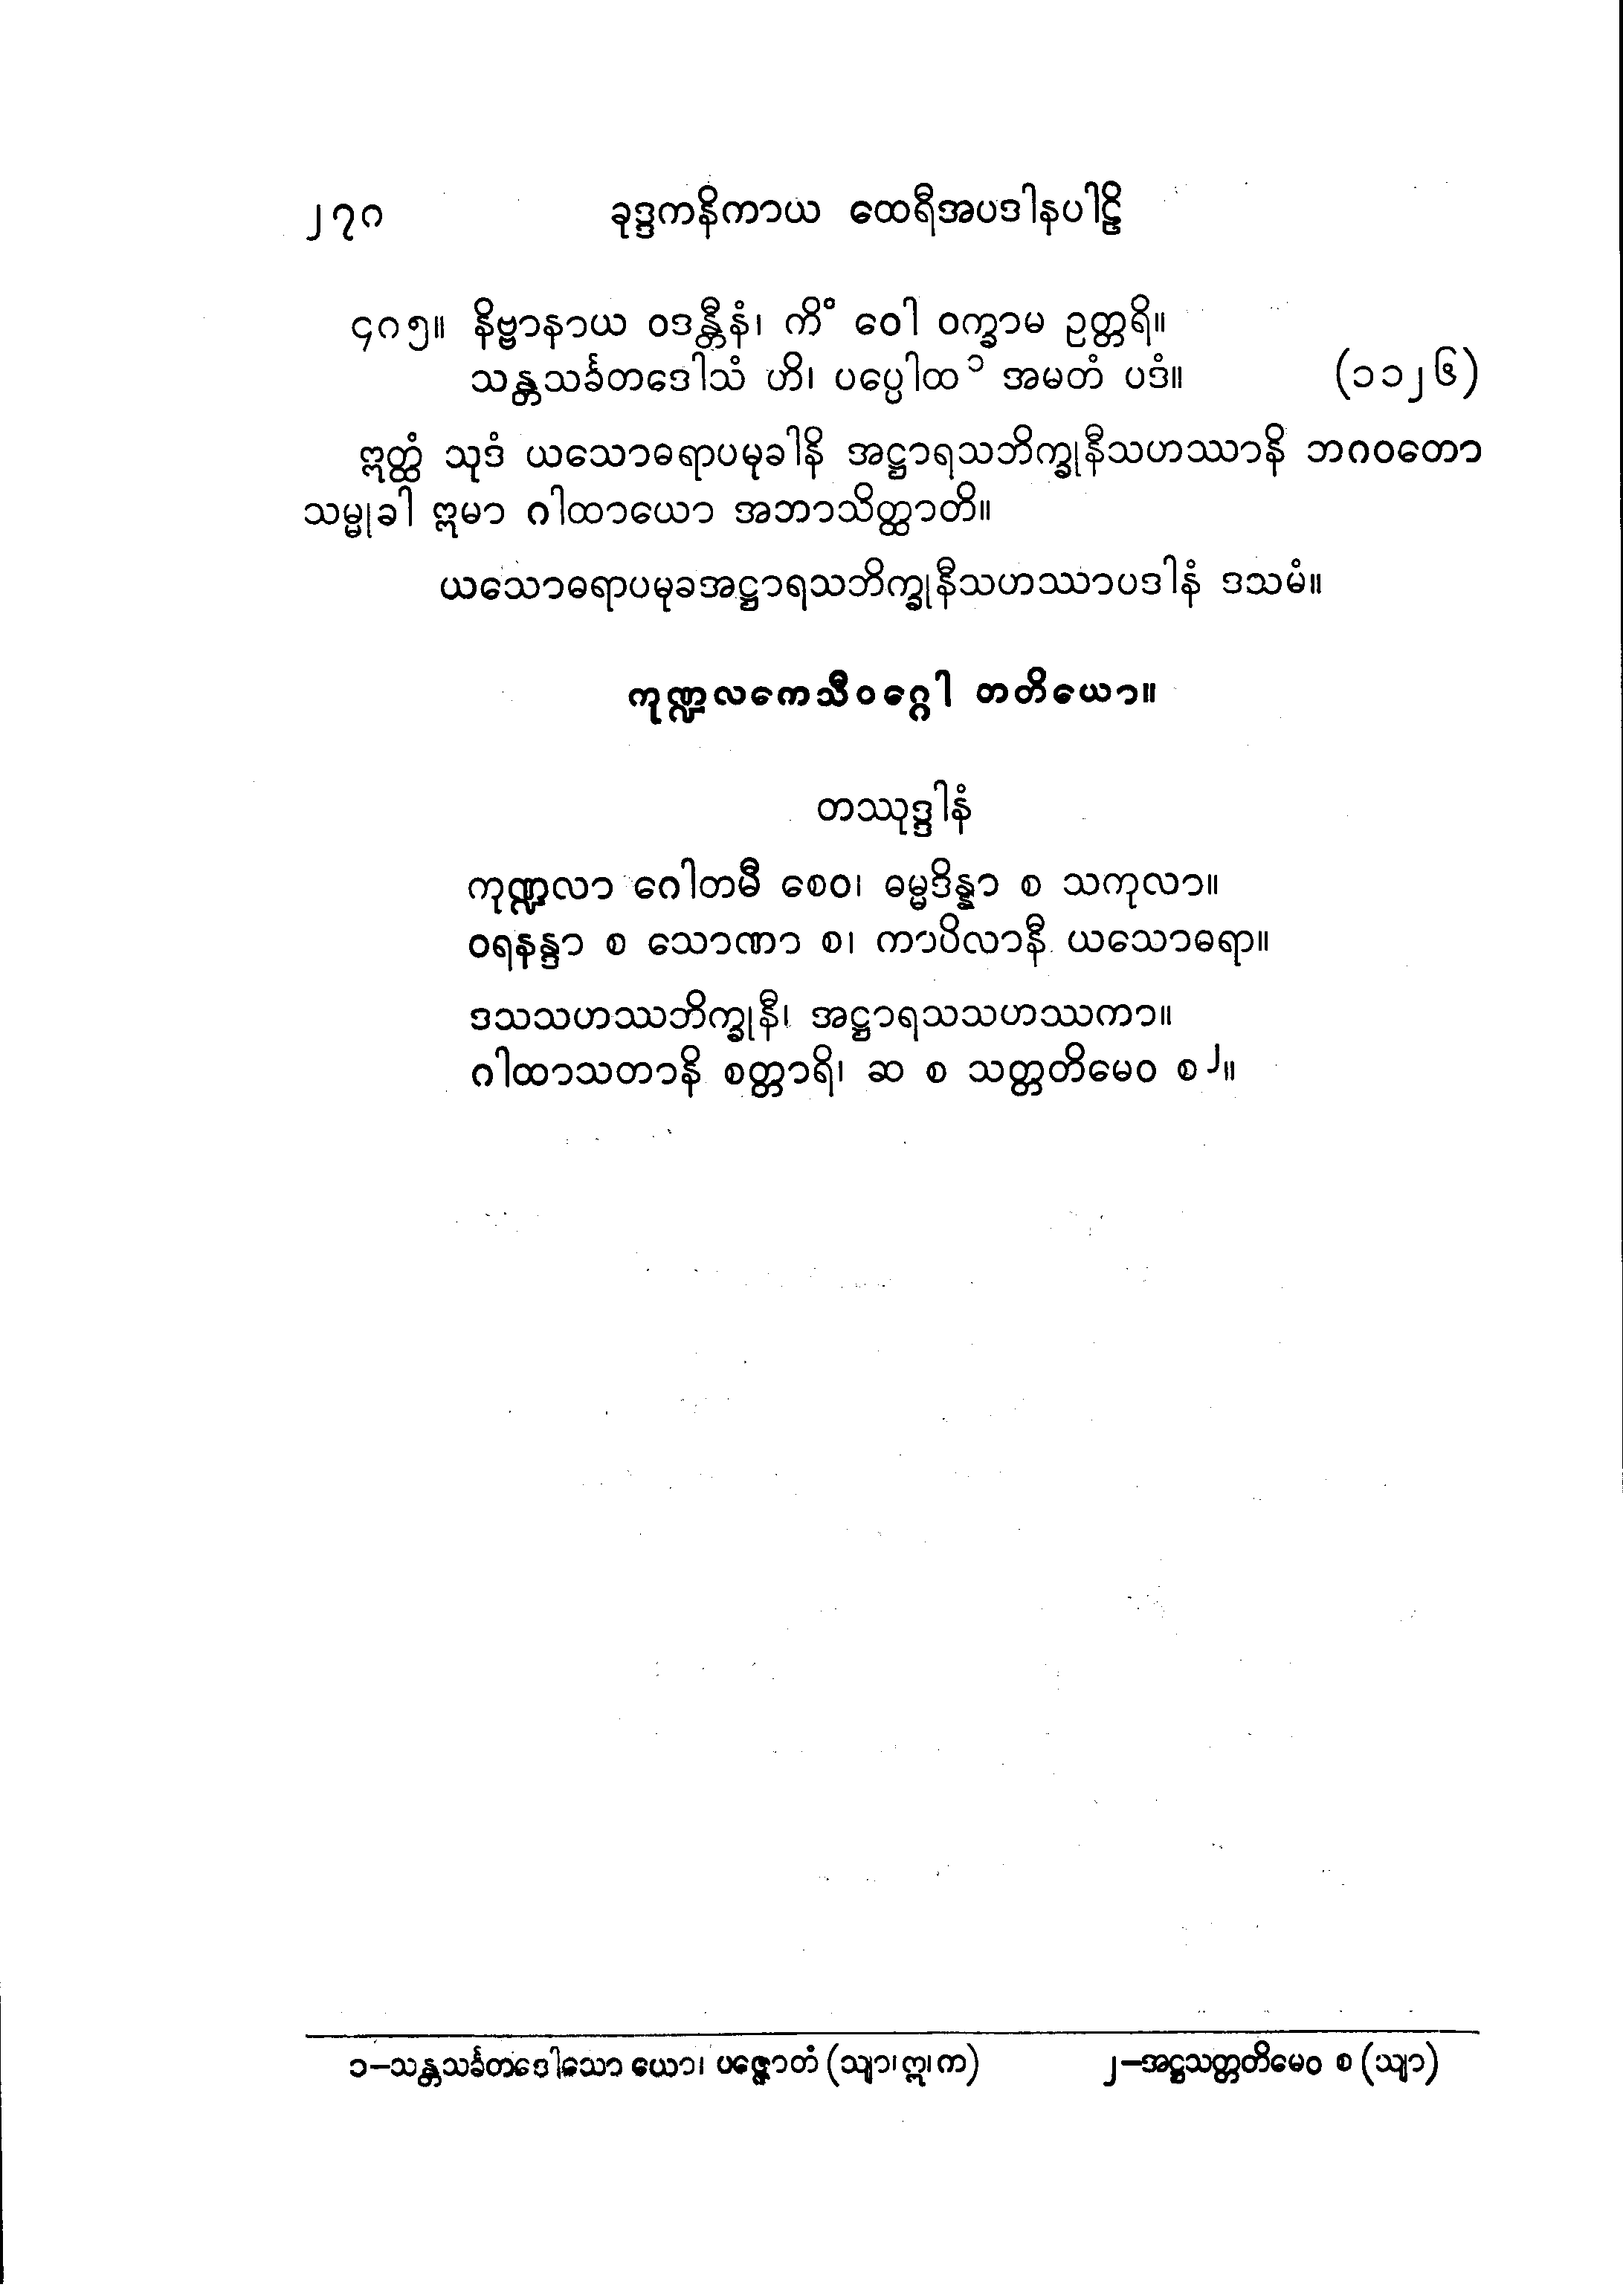 ၂၇၀ ခုဒ္ဒကနိကာယ ထေရီအပဒါနပါဠိ
၄၀၅။ နိဗ္ဗာနာယ ဝဒန္တီနံ၊ ကိံ ဝေါ ဝက္ခာမ ဥတ္တရိ။
သန္တသင်္ခတဒေါသံ ဟိ၊ ပပ္ပေါထ၁ အမတံ ပဒံ။ (၁၁၂၆)
ဣတ္ထံ သုဒံ ယသောဓရာပမုခါနိ အဋ္ဌာရသဘိက္ခုနီသဟဿာနိ ဘဂဝတော
သမ္မုခါ ဣမာ ဂါထာယော အဘာသိတ္ထာတိ။
ယသောဓရာပမုခအဋ္ဌာရသဘိက္ခုနီသဟဿာပဒါနံ ဒသမံ။
ကုဏ္ဍလကေသီဝဂ္ဂေါ တတိယော။
တဿုဒ္ဒါနံ
ကုဏ္ဍလာ ဂေါတမီ စေဝ၊ ဓမ္မဒိန္နာ စ သကုလာ။
ဝရနန္ဒာ စ သောဏာ စ၊ ကာပိလာနီ ယသောဓရာ။
ဒသသဟဿဘိက္ခုနီ၊ အဋ္ဌာရသသဟဿကာ။
ဂါထာသတာနိ စတ္တာရိ၊ ဆ စ သတ္တတိမေဝ စ၂။
၁–သန္တသင်္ခတဒေါသော ယော၊ ပဇ္ဇောတံ (သျာ၊ဣ၊က) ၂–အဋ္ဌသတ္တတိမေဝ စ (သျာ)